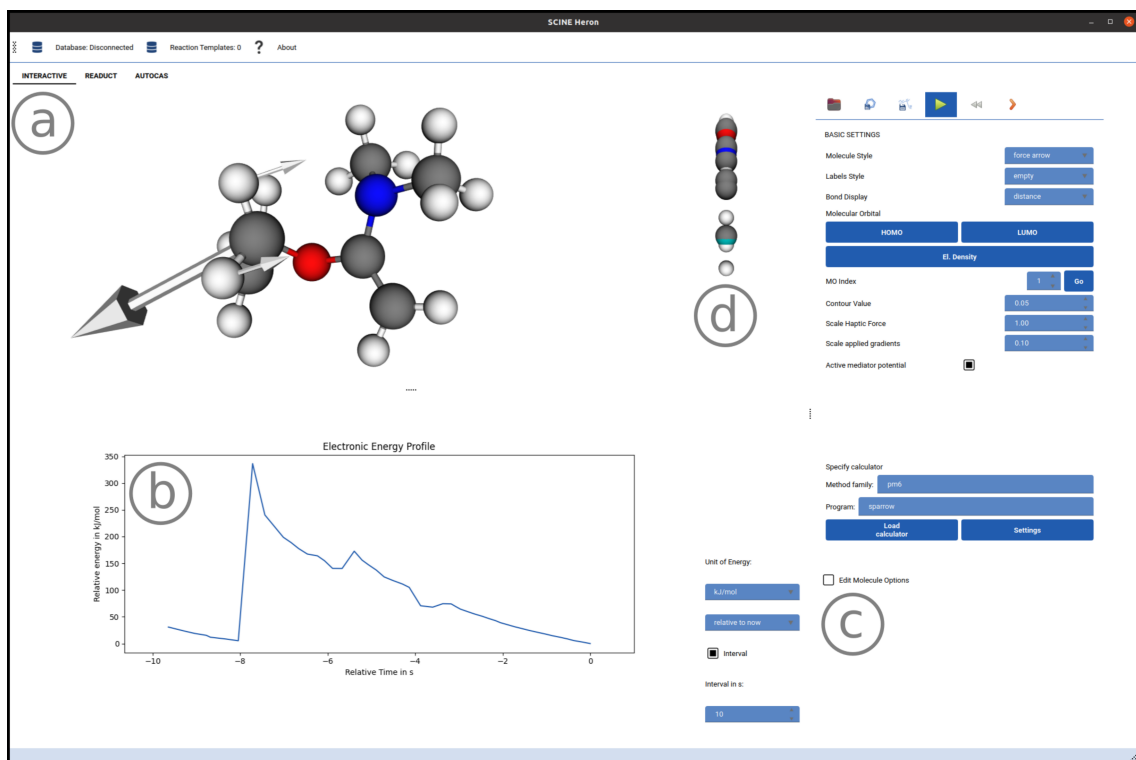 SCINE Heron
Database: Disconnected Reaction Templates: 0 ? About
INTERACTIVE READUCT AUTOCAS
a
d
BASIC SETTINGS
Molecule Style force arrow
Labels Style empty
Bond Display distance
Molecular Orbital
HOMO LUMO
El. Density
MO Index 1 Go
Contour Value 0.05
Scale Haptic Force 1.00
Scale applied gradients 0.10
Active mediator potential
Electronic Energy Profile
b
Relative energy in kJ/mol
350
300
250
200
150
100
50
0
−10 −8 −6 −4 −2 0
Relative Time in s
Unit of Energy:
kJ/mol
relative to now
Interval
Interval in s:
10
Specify calculator
Method family: pm6
Program: sparrow
Load
calculator
Settings
Edit Molecule Options
c